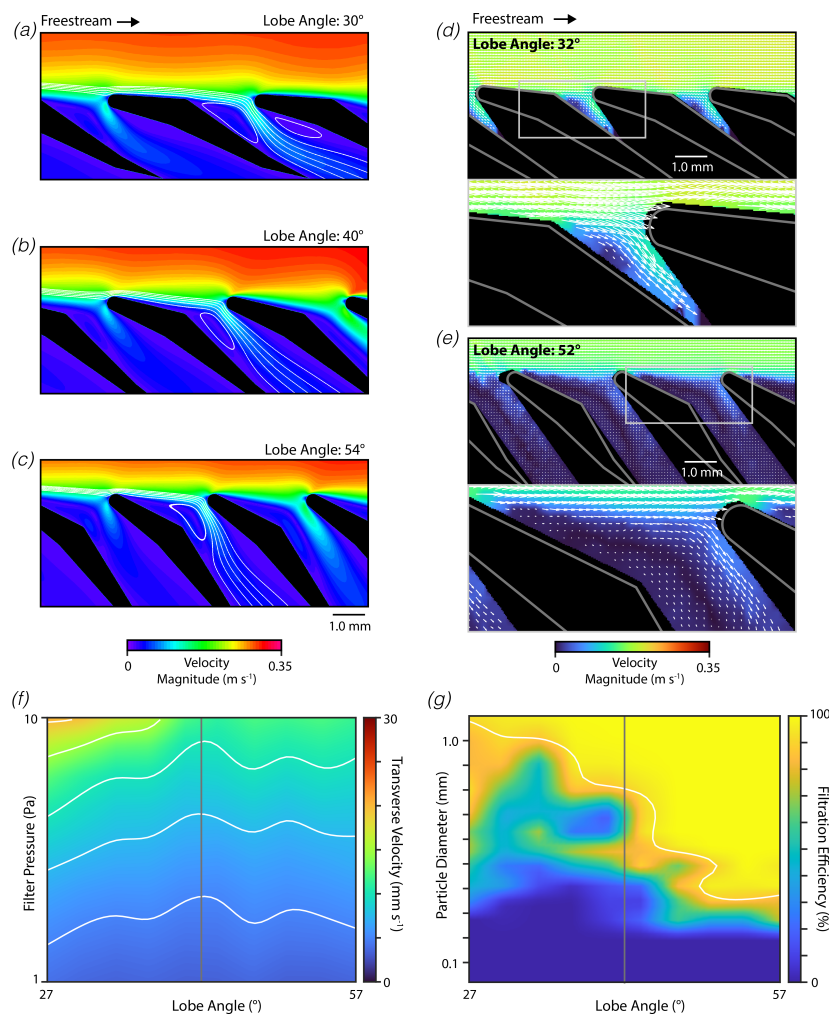 (a)
Freestream
Lobe Angle: 30°
(b)
Lobe Angle: 40°
(c)
Lobe Angle: 54°
1.0 mm
0
Velocity
Magnitude (m s⁻¹)
0.35
(d)
Freestream
Lobe Angle: 32°
1.0 mm
(e)
Lobe Angle: 52°
1.0 mm
0
Velocity
Magnitude (m s⁻¹)
0.35
(f)
10
Filter Pressure (Pa)
1
27
Lobe Angle (°)
57
30
Transverse Velocity (mm s⁻¹)
0
(g)
1.0
Particle Diameter (mm)
0.1
27
Lobe Angle (°)
57
100
Filtration Efficiency (%)
0